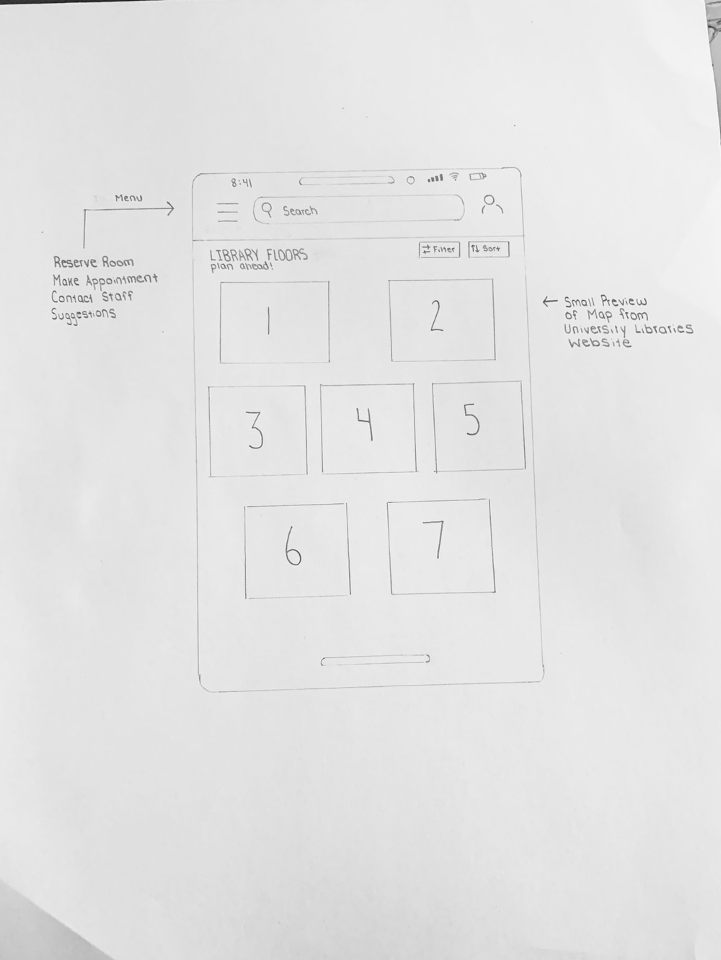 8:41
Menu
Search
Reserve Room
Make Appointment
Contact Staff
Suggestions
LIBRARY FLOORS
plan ahead!
Filter
Sort
1
2
Small Preview
of Map from
University Libraries
Website
3
4
5
6
7